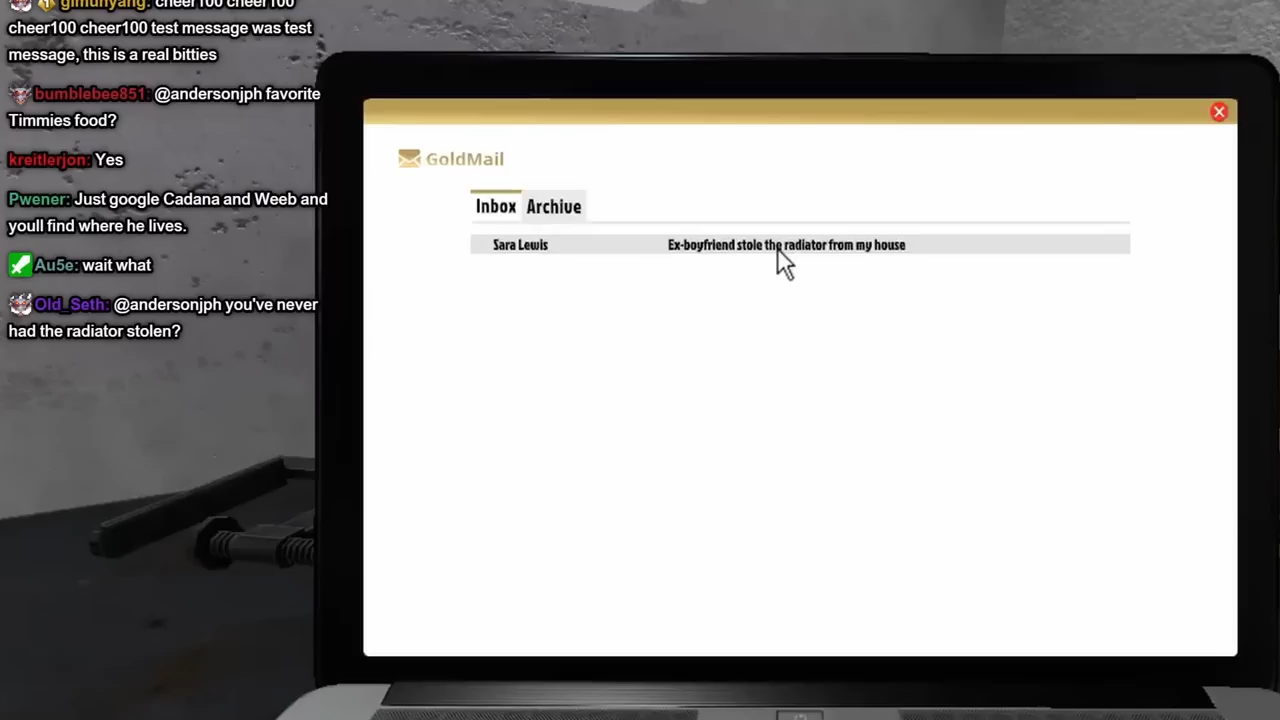 gimunyang: cheer100 cheer100
cheer100 cheer100 test message was test
message, this is a real bitties
bumblebee851: @andersonjph favorite
Timmies food?
kreitlerjon: Yes
Pwener: Just google Cadana and Weeb and
youll find where he lives.
Au5e: wait what
Old_Seth: @andersonjph you've never
had the radiator stolen?
GoldMail
Inbox Archive
Sara Lewis Ex-boyfriend stole the radiator from my house